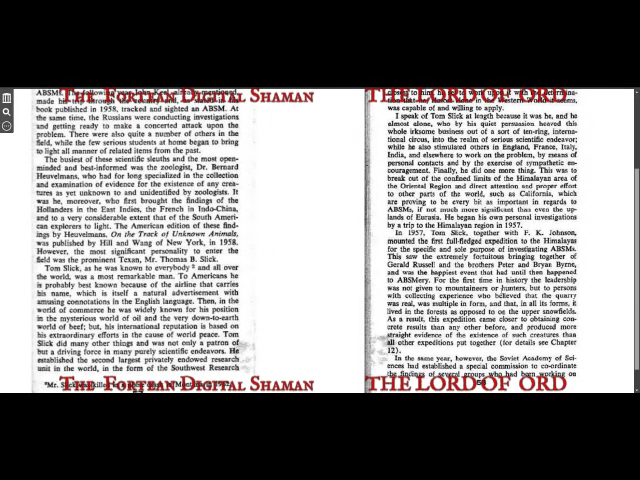 ABSM. The following year John Keel, already mentioned,
THE FORTRAN DIGITAL SHAMAN
made his trip through the
book published in 1958, tracked and sighted an ABSM. At
the same time, the Russians were conducting investigations
and getting ready to make a concerted attack upon the
problem. There were also quite a number of others in the
field, while the few serious students at home began to bring
to light all manner of related items from the past.
The busiest of these scientific sleuths and the most open-
minded and best-informed was the zoologist, Dr. Bernard
Heuvelmans, who had for long specialized in the collection
and examination of evidence for the existence of any crea-
tures as yet unknown to and unidentified by zoologists. It
was he, moreover, who first brought the findings of the
Hollanders in the East Indies, the French in Indo-China,
and to a very considerable extent that of the South Ameri-
can explorers to light. The American edition of these find-
ings by Heuvelmans, On the Track of Unknown Animals,
was published by Hill and Wang of New York, in 1958.
However, the most significant personality to enter the
field was the prominent Texan, Mr. Thomas B. Slick.
Tom Slick, as he was known to everybody and all over
the world, was a most remarkable man. To Americans he
is probably best known because of the airline that carries
his name, which is itself a natural advertisement with
amusing connotations in the English language. Then, in the
world of commerce he was widely known for his position
in the mysterious world of oil and the very down-to-earth
world of beef; but, his international reputation is based on
his extraordinary efforts in the cause of world peace. Tom
Slick did many other things and was not only a patron of
but a driving force in many purely scientific endeavors. He
established the second largest privately endowed research
unit in the world, in the form of the Southwest Research
THE FORTRAN DIGITAL SHAMAN
THE LORD OF ORD
was capable of and willing to apply.
I speak of Tom Slick at length because it was he, and he
almost alone, who by his quiet persuasion heaved this
whole irksome business out of a sort of ten-ring, interna-
tional circus, into the realm of serious scientific endeavor;
while he also stimulated others in England, France, Italy,
India, and elsewhere to work on the problem, by means of
personal contacts and by the exercise of sympathetic en-
couragement. Finally, he did one more thing. This was to
break out of the confined limits of the Himalayan area of
the Oriental Region and direct attention and proper effort
to other parts of the world, such as California, which
are proving to be every bit as important in regards to
ABSMs, if not much more significant than even the up-
lands of Eurasia. He began his own personal investigations
by a trip to the Himalayan region in 1957.
In 1957, Tom Slick, together with F. K. Johnson,
mounted the first full-fledged expedition to the Himalayas
for the specific and sole purpose of investigating ABSMs.
This saw the extremely fortuitous bringing together of
Gerald Russell and the brothers Peter and Bryan Byrne,
and was the happiest event that had until then happened
to ABSMery. For the first time in history the leadership
was not given to mountaineers or hunters, but to persons
with collecting experience who believed that the quarry
was real, was multiple in form, and that, in all its forms, it
lived in the forests as opposed to on the upper snowfields.
As a result, this expedition came closer to obtaining con-
crete results than any other before, and produced more
straight evidence of the existence of such creatures than
all other expeditions put together (for details see Chapter
12).
In the same year, however, the Soviet Academy of Sci-
ences had established a special commission to co-ordinate
the findings of several groups who had been working on
THE LORD OF ORD